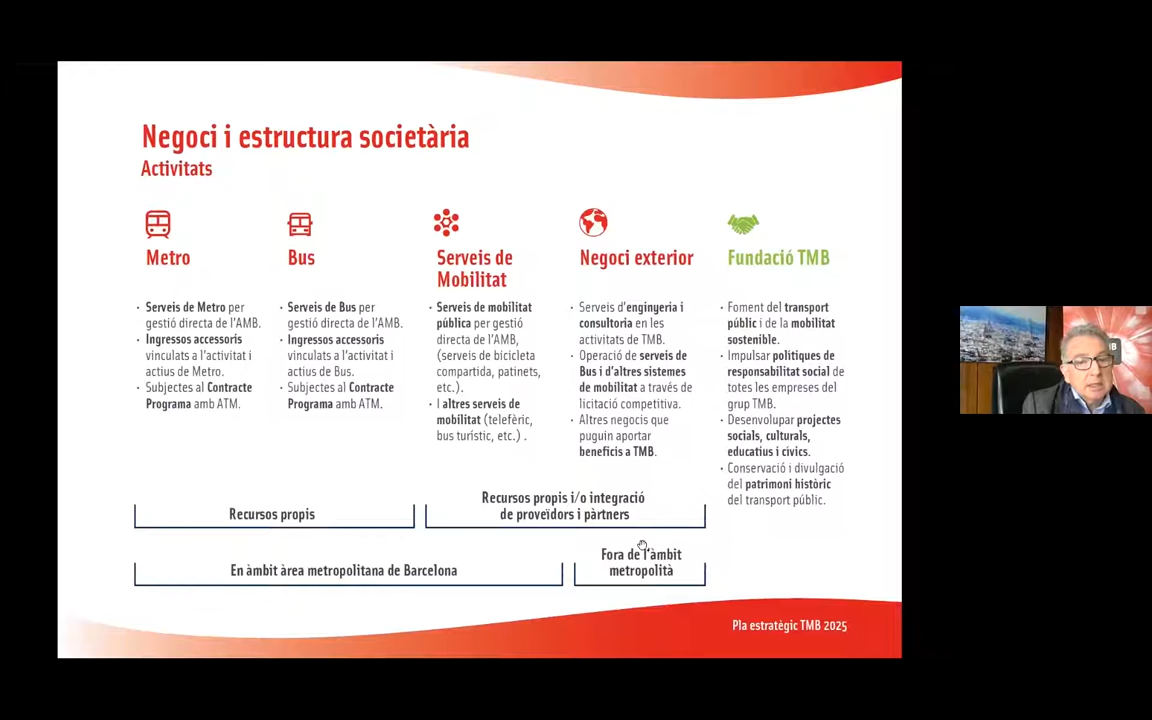 Negoci i estructura societària
Activitats
Metro
· Serveis de Metro per
gestió directa de l'AMB.
· Ingressos accessoris
vinculats a l'activitat i
actius de Metro.
· Subjectes al Contracte
Programa amb ATM.
Bus
· Serveis de Bus per
gestió directa de l'AMB.
· Ingressos accessoris
vinculats a l'activitat i
actius de Bus.
· Subjectes al Contracte
Programa amb ATM.
Serveis de
Mobilitat
· Serveis de mobilitat
pública per gestió
directa de l'AMB,
(serveis de bicicleta
compartida, patinets,
etc.).
· I altres serveis de
mobilitat (telefèric,
bus turístic, etc.) .
Negoci exterior
· Serveis d'enginyeria i
consultoria en les
activitats de TMB.
· Operació de serveis de
Bus i d'altres sistemes
de mobilitat a través de
licitació competitiva.
· Altres negocis que
puguin aportar
beneficis a TMB.
Fundació TMB
· Foment del transport
públic i de la mobilitat
sostenible.
· Impulsar polítiques de
responsabilitat social de
totes les empreses del
grup TMB.
· Desenvolupar projectes
socials, culturals,
educatius i cívics.
· Conservació i divulgació
del patrimoni històric
del transport públic.
Recursos propis
Recursos propis i/o integració
de proveïdors i pàrtners
En àmbit àrea metropolitana de Barcelona
Fora de l'àmbit
metropolità
Pla estratègic TMB 2025